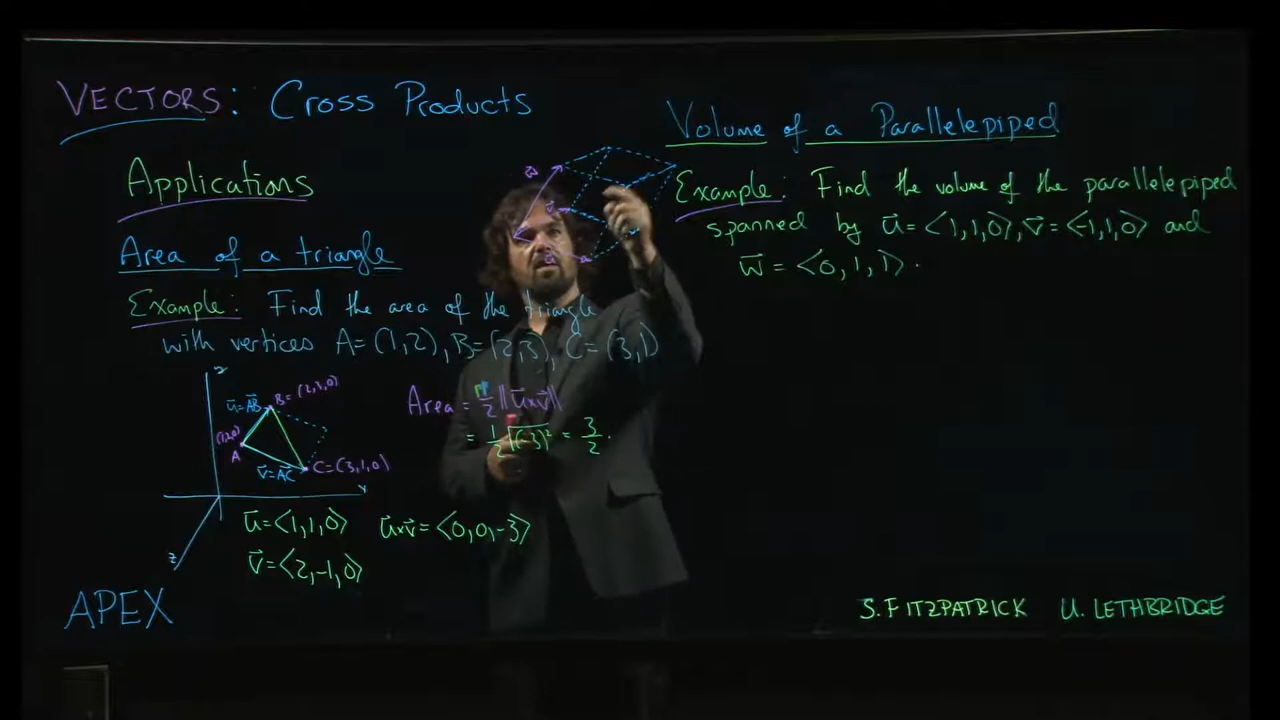 VECTORS: Cross Products
Applications
Area of a triangle
Example: Find the area of the triangle
with vertices A=(1,2), B=(2,3), C=(3,1)
z
B=(2,3,0)
u⃗=AB⃗
(1,2,0)
A
v⃗=AC⃗
C=(3,1,0)
y
z
Area = 1/2 ||u⃗×v⃗||
= 1/2 √(-3)² = 3/2.
u⃗=⟨1,1,0⟩ u⃗×v⃗=⟨0,0,-3⟩
v⃗=⟨2,-1,0⟩
APEX
w⃗
v⃗
u⃗
Volume of a Parallelepiped
Example: Find the volume of the parallelepiped
spanned by u⃗=⟨1,1,0⟩, v⃗=⟨-1,1,0⟩ and
w⃗=⟨0,1,1⟩.
S. FITZPATRICK U. LETHBRIDGE